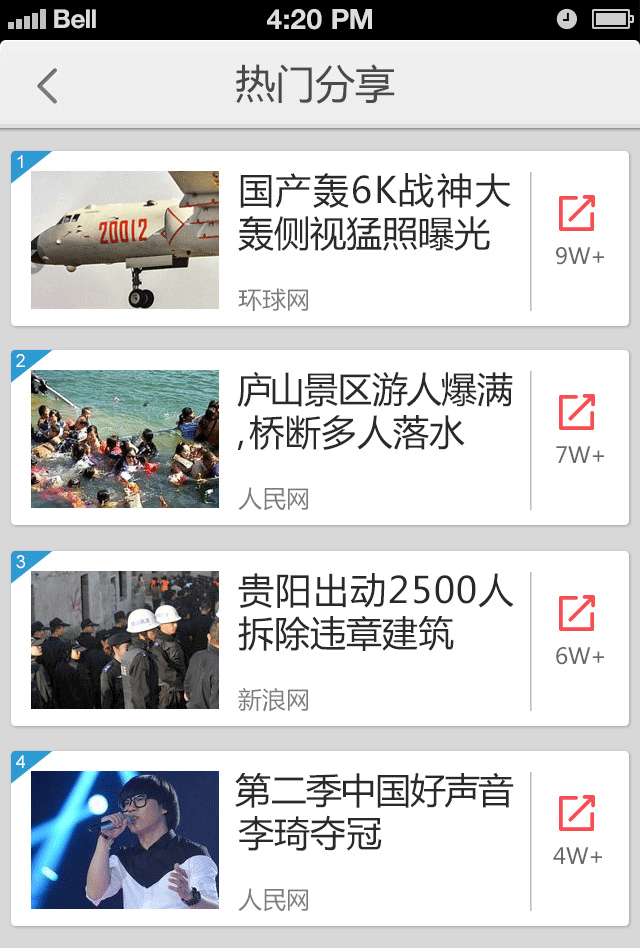 Bell 4:20 PM
热门分享
1
20012
国产轰6K战神大
轰侧视猛照曝光
环球网
9W+
2
庐山景区游人爆满
,桥断多人落水
人民网
7W+
3
贵阳出动2500人
拆除违章建筑
新浪网
6W+
4
第二季中国好声音
李琦夺冠
人民网
4W+